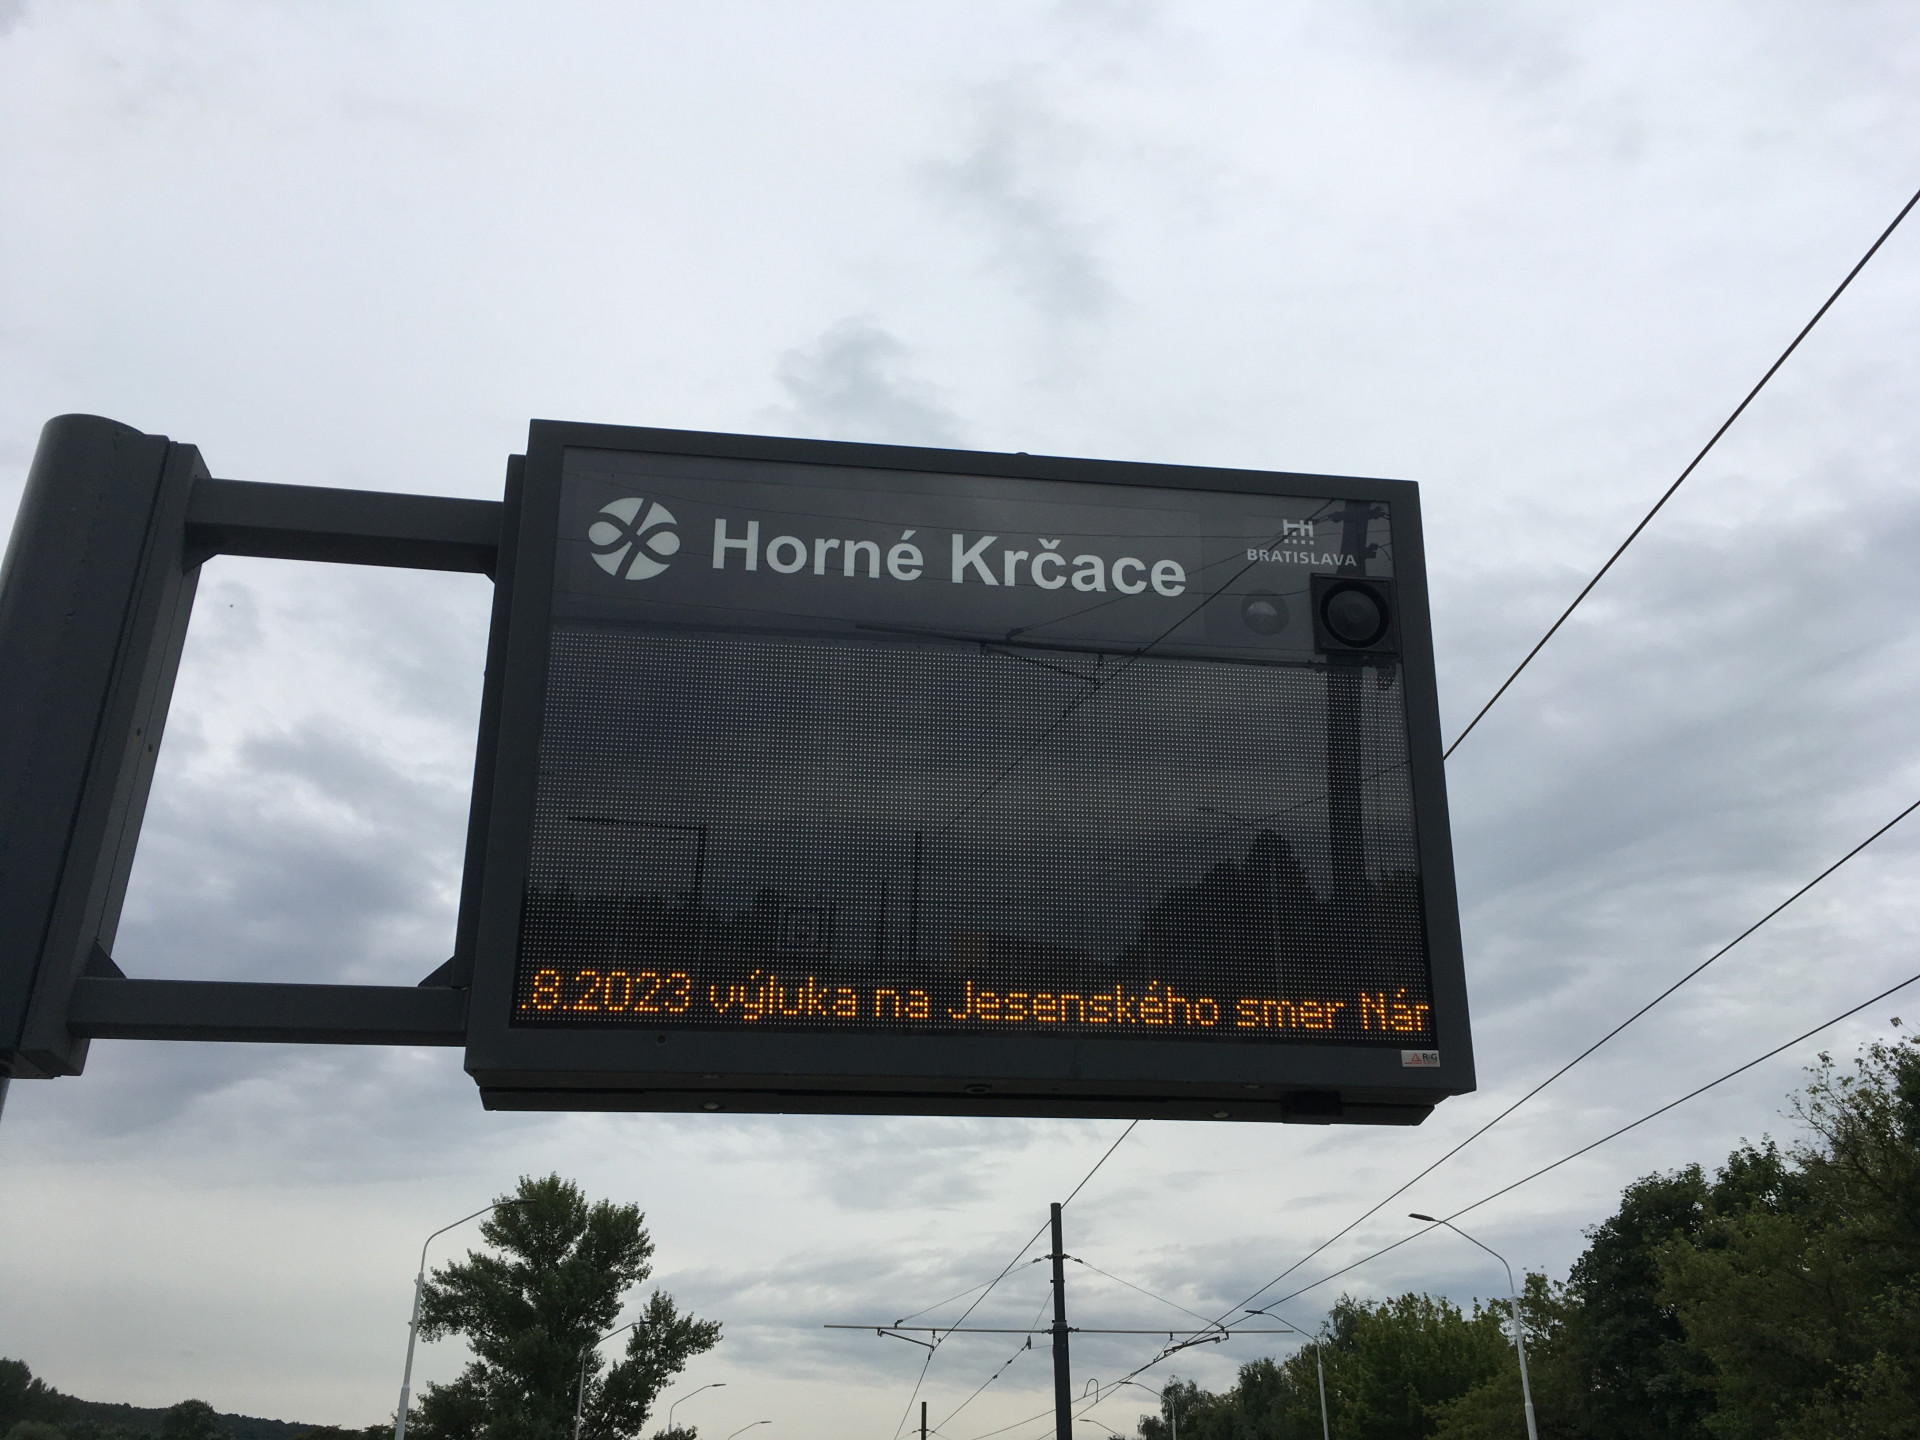 Horné Krčace
BRATISLAVA
.8.2023 výluka na Jesenského smer Nár
R&G